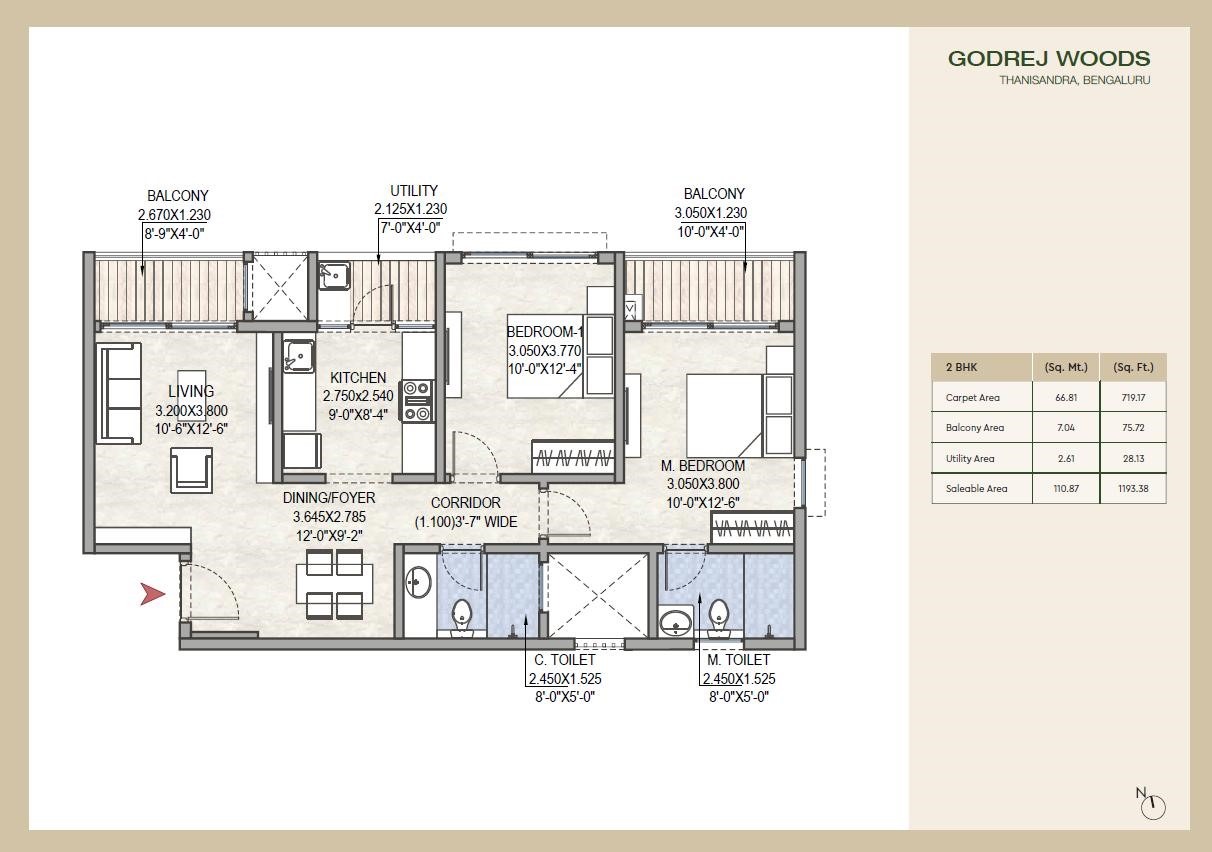 GODREJ WOODS
THANISANDRA, BENGALURU
BALCONY
2.670X1.230
8'-9"X4'-0"
UTILITY
2.125X1.230
7'-0"X4'-0"
BALCONY
3.050X1.230
10'-0"X4'-0"
BEDROOM-1
3.050X3.770
10'-0"X12'-4"
LIVING
3.200X3.800
10'-6"X12'-6"
KITCHEN
2.750x2.540
9'-0"X8'-4"
M. BEDROOM
3.050X3.800
10'-0"X12'-6"
DINING/FOYER
3.645X2.785
12'-0"X9'-2"
CORRIDOR
(1.100)3'-7" WIDE
C. TOILET
2.450X1.525
8'-0"X5'-0"
M. TOILET
2.450X1.525
8'-0"X5'-0"
2 BHK (Sq. Mt.) (Sq. Ft.)
Carpet Area 66.81 719.17
Balcony Area 7.04 75.72
Utility Area 2.61 28.13
Saleable Area 110.87 1193.38
N